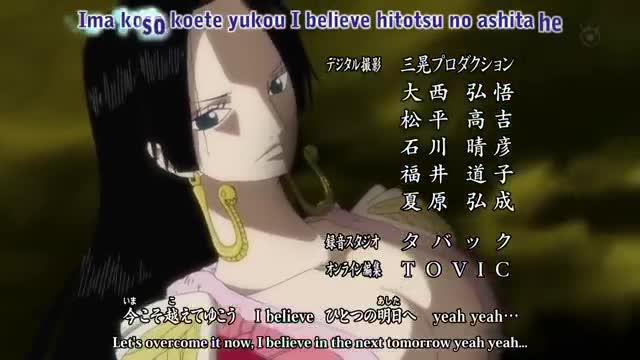 Ima koso koete yukou I believe hitotsu no ashita he
デジタル撮影 三晃プロダクション
大西 弘悟
松平 高吉
石川 晴彦
福井 道子
夏原 弘成
録音スタジオ タバック
オンライン編集 TOVIC
いま こ あした
今こそ越えてゆこう I believe ひとつの明日へ yeah yeah…
Let's overcome it now, I believe in the next tomorrow yeah yeah...